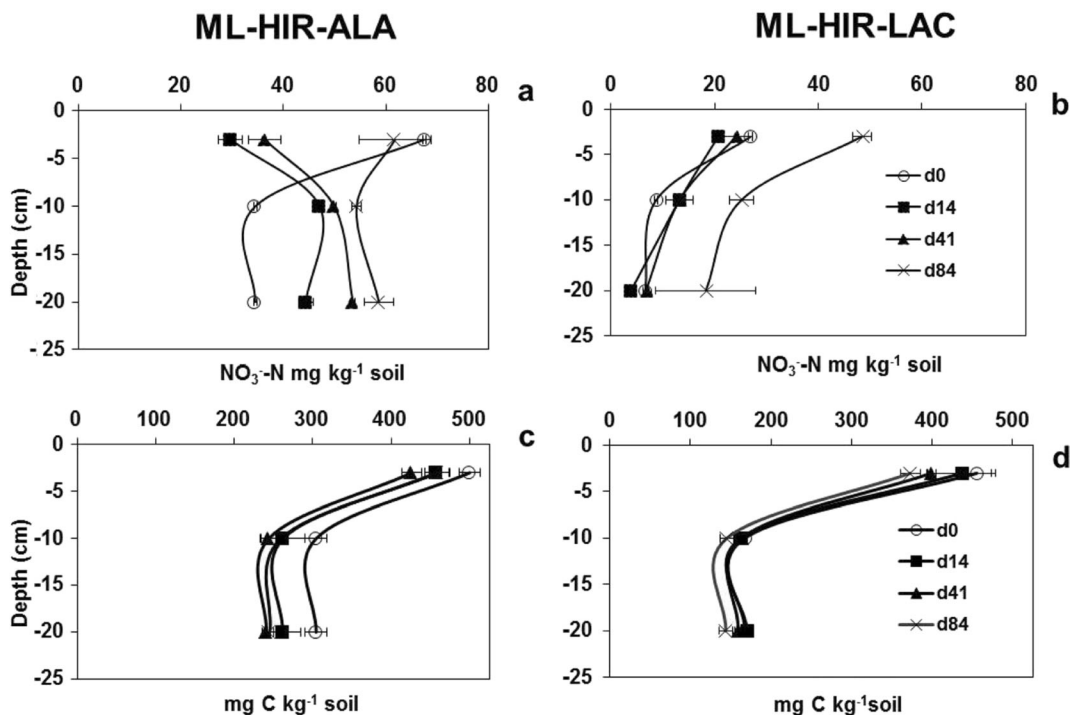 ML-HIR-ALA
ML-HIR-LAC
0 20 40 60 80
0 20 40 60 80
a
b
0
-5
-10
-15
-20
- 25
Depth (cm)
0
-5
-10
-15
-20
-25
d0
d14
d41
d84
NO₃⁻-N mg kg⁻¹ soil
NO₃⁻-N mg kg⁻¹ soil
0 100 200 300 400 500
0 100 200 300 400 500
c
d
0
-5
-10
-15
-20
-25
Depth (cm)
0
-5
-10
-15
-20
-25
d0
d14
d41
d84
mg C kg⁻¹ soil
mg C kg⁻¹soil